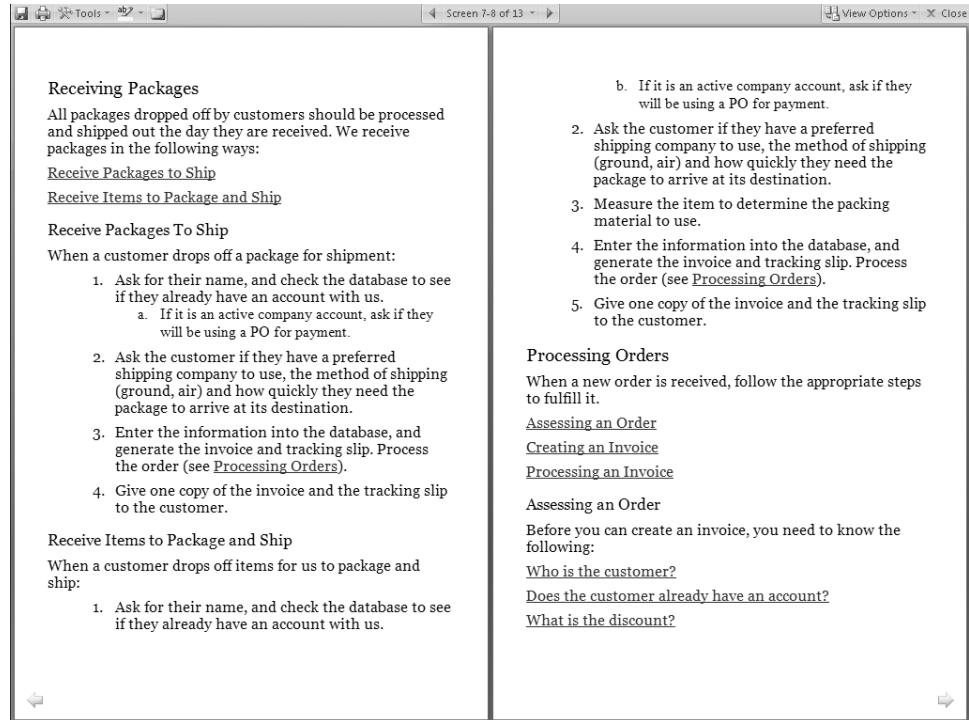 Tools
Screen 7-8 of 13
View Options
X Close
Receiving Packages
All packages dropped off by customers should be processed
and shipped out the day they are received. We receive
packages in the following ways:
Receive Packages to Ship
Receive Items to Package and Ship
Receive Packages To Ship
When a customer drops off a package for shipment:
1. Ask for their name, and check the database to see
if they already have an account with us.
a. If it is an active company account, ask if they
will be using a PO for payment.
2. Ask the customer if they have a preferred
shipping company to use, the method of shipping
(ground, air) and how quickly they need the
package to arrive at its destination.
3. Enter the information into the database, and
generate the invoice and tracking slip. Process
the order (see Processing Orders).
4. Give one copy of the invoice and the tracking slip
to the customer.
Receive Items to Package and Ship
When a customer drops off items for us to package and
ship:
1. Ask for their name, and check the database to see
if they already have an account with us.
b. If it is an active company account, ask if they
will be using a PO for payment.
2. Ask the customer if they have a preferred
shipping company to use, the method of shipping
(ground, air) and how quickly they need the
package to arrive at its destination.
3. Measure the item to determine the packing
material to use.
4. Enter the information into the database, and
generate the invoice and tracking slip. Process
the order (see Processing Orders).
5. Give one copy of the invoice and the tracking slip
to the customer.
Processing Orders
When a new order is received, follow the appropriate steps
to fulfill it.
Assessing an Order
Creating an Invoice
Processing an Invoice
Assessing an Order
Before you can create an invoice, you need to know the
following:
Who is the customer?
Does the customer already have an account?
What is the discount?